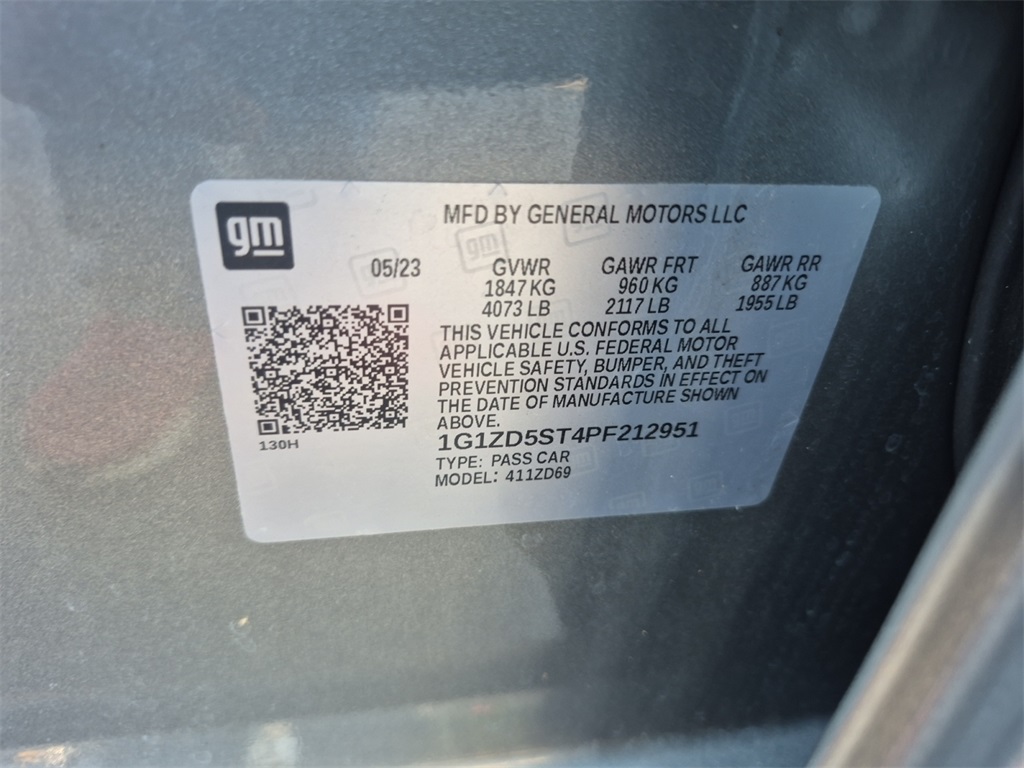 gm
MFD BY GENERAL MOTORS LLC
05/23 GVWR GAWR FRT GAWR RR
1847 KG 960 KG 887 KG
4073 LB 2117 LB 1955 LB
THIS VEHICLE CONFORMS TO ALL
APPLICABLE U.S. FEDERAL MOTOR
VEHICLE SAFETY, BUMPER, AND THEFT
PREVENTION STANDARDS IN EFFECT ON
THE DATE OF MANUFACTURE SHOWN
ABOVE.
1G1ZD5ST4PF212951
TYPE: PASS CAR
MODEL: 411ZD69
130H